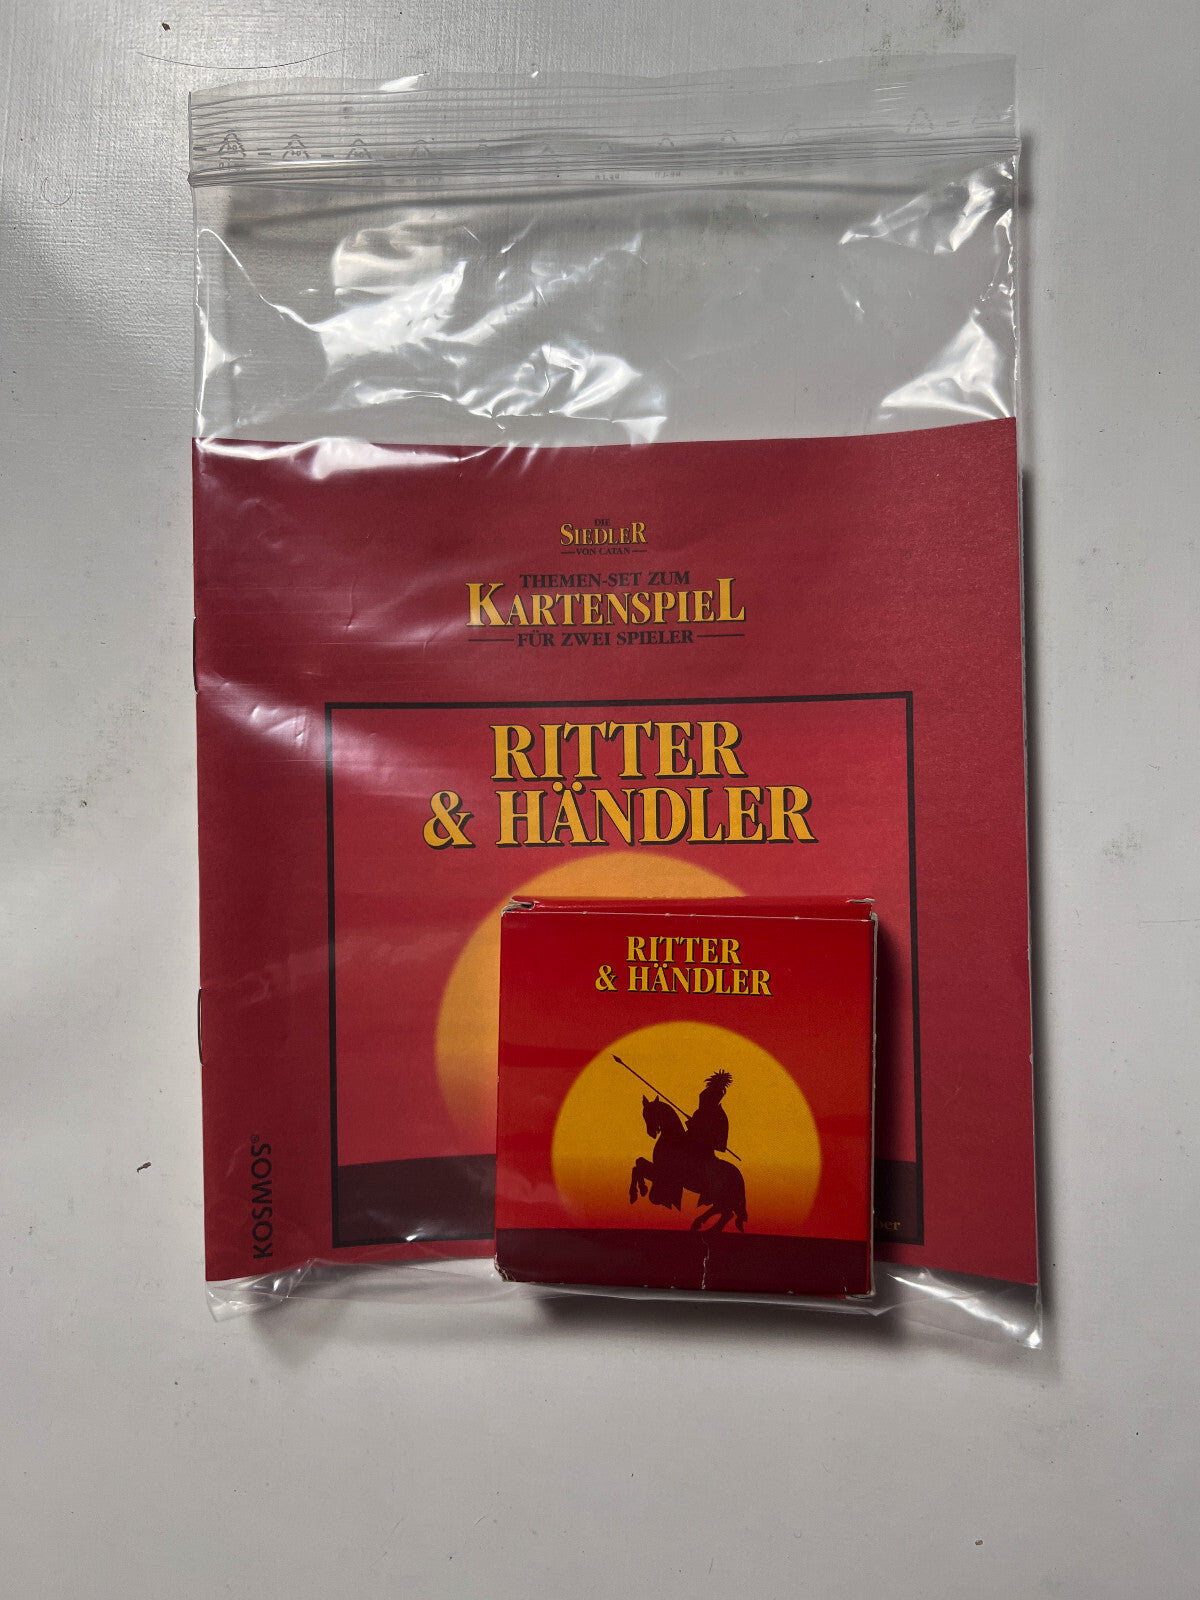 DIE
SIEDLER
VON CATAN
THEMEN-SET ZUM
KARTENSPIEL
FÜR ZWEI SPIELER
RITTER
& HÄNDLER
RITTER
& HÄNDLER
KOSMOS®